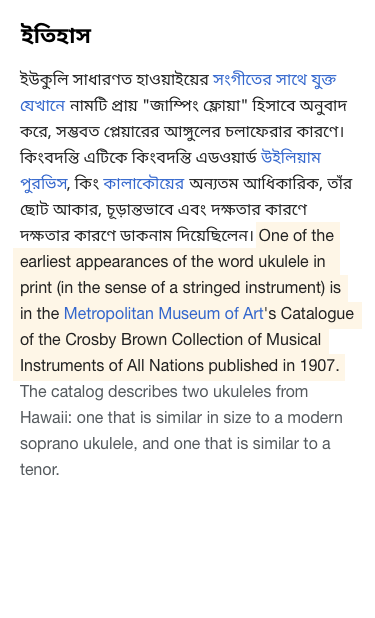 ইতিহাস
ইউকুলি সাধারণত হাওয়াইয়ের সংগীতের সাথে যুক্ত
যেখানে নামটি প্রায় "জাম্পিং ফ্লেয়া" হিসাবে অনুবাদ
করে, সম্ভবত প্লেয়ারের আঙ্গুলের চলাফেরার কারণে।
কিংবদন্তি এটিকে কিংবদন্তি এডওয়ার্ড উইলিয়াম
পুরভিস, কিং কালাকৌয়ের অন্যতম আধিকারিক, তাঁর
ছোট আকার, চূড়ান্তভাবে এবং দক্ষতার কারণে
দক্ষতার কারণে ডাকনাম দিয়েছিলেন। One of the
earliest appearances of the word ukulele in
print (in the sense of a stringed instrument) is
in the Metropolitan Museum of Art's Catalogue
of the Crosby Brown Collection of Musical
Instruments of All Nations published in 1907.
The catalog describes two ukuleles from
Hawaii: one that is similar in size to a modern
soprano ukulele, and one that is similar to a
tenor.